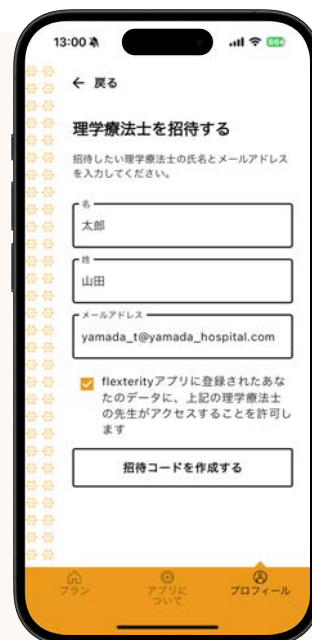 13:00
86+
← 戻る
理学療法士を招待する
招待したい理学療法士の氏名とメールアドレス
を入力してください。
名
太郎
姓
山田
メールアドレス
yamada_t@yamada_hospital.com
flexterityアプリに登録されたあな
たのデータに、上記の理学療法士
の先生がアクセスすることを許可し
ます
招待コードを作成する
プラン
アプリに
ついて
プロフィール